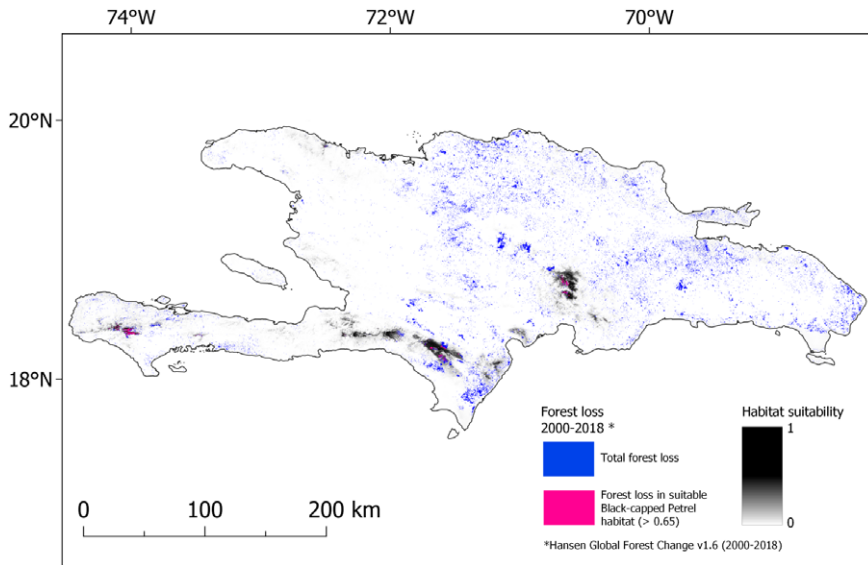 74°W 72°W 70°W
20°N
18°N
0 100 200 km
Forest loss
2000-2018 *
Total forest loss
Forest loss in suitable
Black-capped Petrel
habitat (> 0.65)
Habitat suitability
1
0
*Hansen Global Forest Change v1.6 (2000-2018)